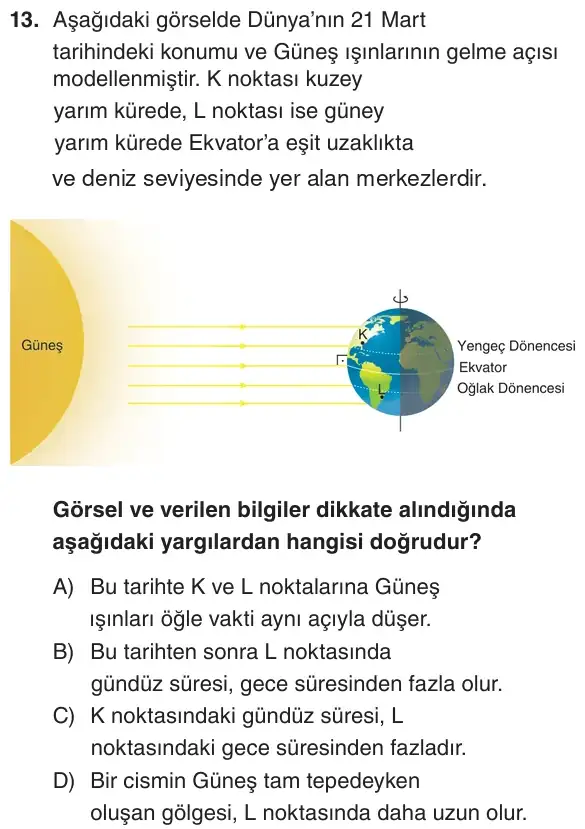 13. Aşağıdaki görselde Dünya'nın 21 Mart
tarihindeki konumu ve Güneş ışınlarının gelme açısı
modellenmiştir. K noktası kuzey
yarım kürede, L noktası ise güney
yarım kürede Ekvator'a eşit uzaklıkta
ve deniz seviyesinde yer alan merkezlerdir.
Güneş
K
Yengeç Dönencesi
Ekvator
Oğlak Dönencesi
L
Görsel ve verilen bilgiler dikkate alındığında
aşağıdaki yargılardan hangisi doğrudur?
A) Bu tarihte K ve L noktalarına Güneş
ışınları öğle vakti aynı açıyla düşer.
B) Bu tarihten sonra L noktasında
gündüz süresi, gece süresinden fazla olur.
C) K noktasındaki gündüz süresi, L
noktasındaki gece süresinden fazladır.
D) Bir cismin Güneş tam tepedeyken
oluşan gölgesi, L noktasında daha uzun olur.